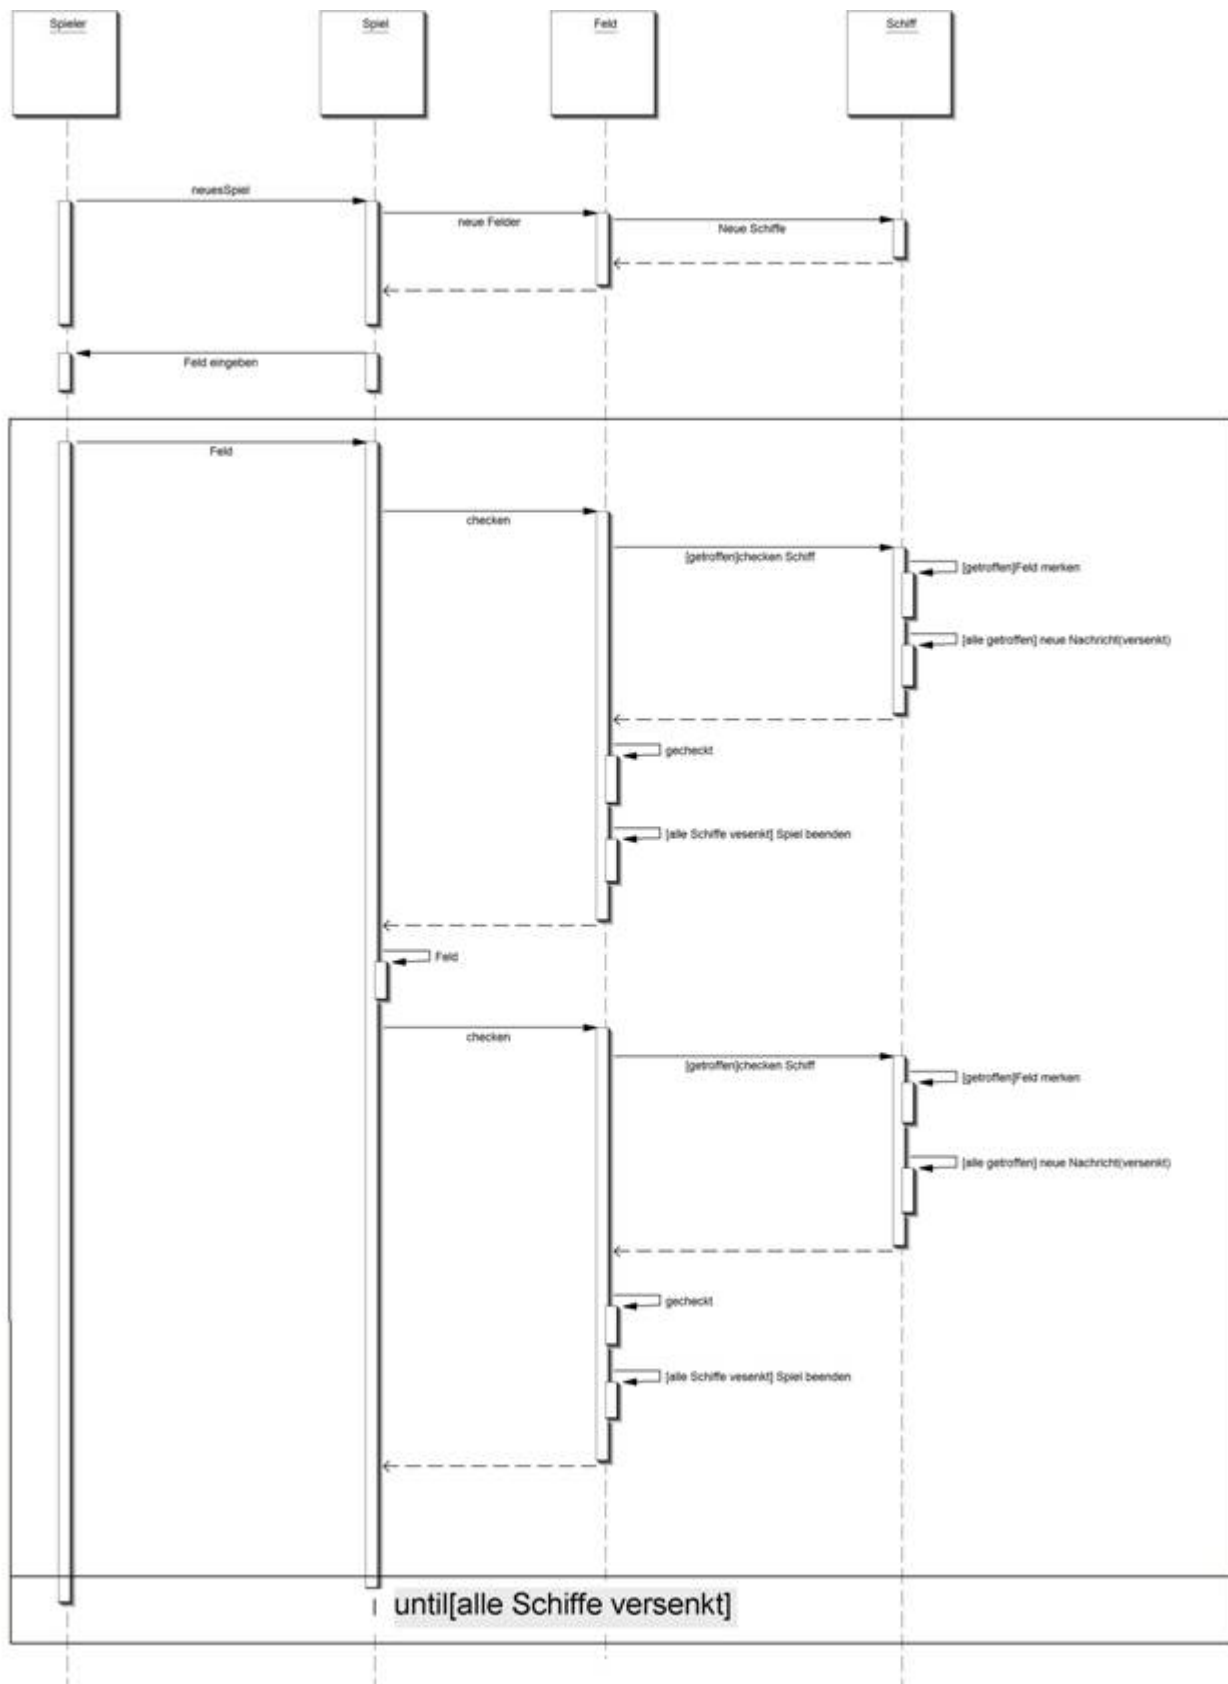 Spieler
Spiel
Feld
Schiff
neuesSpiel
neue Felder
Neue Schiffe
Feld eingeben
Feld
checken
[getroffen]checken Schiff
[getroffen]Feld merken
[alle getroffen] neue Nachricht(versenkt)
gecheckt
[alle Schiffe vesenkt] Spiel beenden
Feld
checken
[getroffen]checken Schiff
[getroffen]Feld merken
[alle getroffen] neue Nachricht(versenkt)
gecheckt
[alle Schiffe vesenkt] Spiel beenden
until[alle Schiffe versenkt]